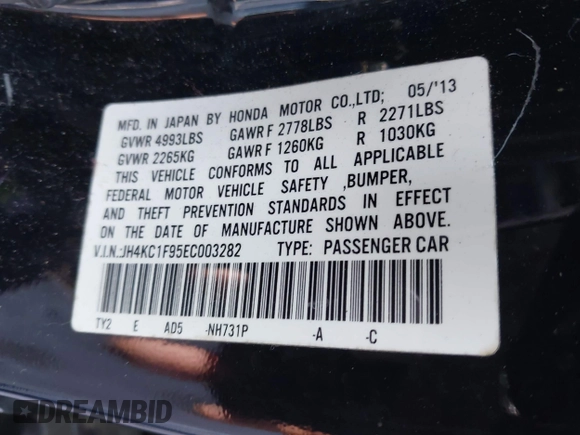 MFD. IN JAPAN BY HONDA MOTOR CO.,LTD; 05/'13
GVWR 4993LBS GAWR F 2778LBS R 2271LBS
GVWR 2265KG GAWR F 1260KG R 1030KG
THIS VEHICLE CONFORMS TO ALL APPLICABLE
FEDERAL MOTOR VEHICLE SAFETY ,BUMPER,
AND THEFT PREVENTION STANDARDS IN EFFECT
ON THE DATE OF MANUFACTURE SHOWN ABOVE.
V.I.N.:JH4KC1F95EC003282 TYPE: PASSENGER CAR
TY2 E AD5 -NH731P -A -C
DREAMBID